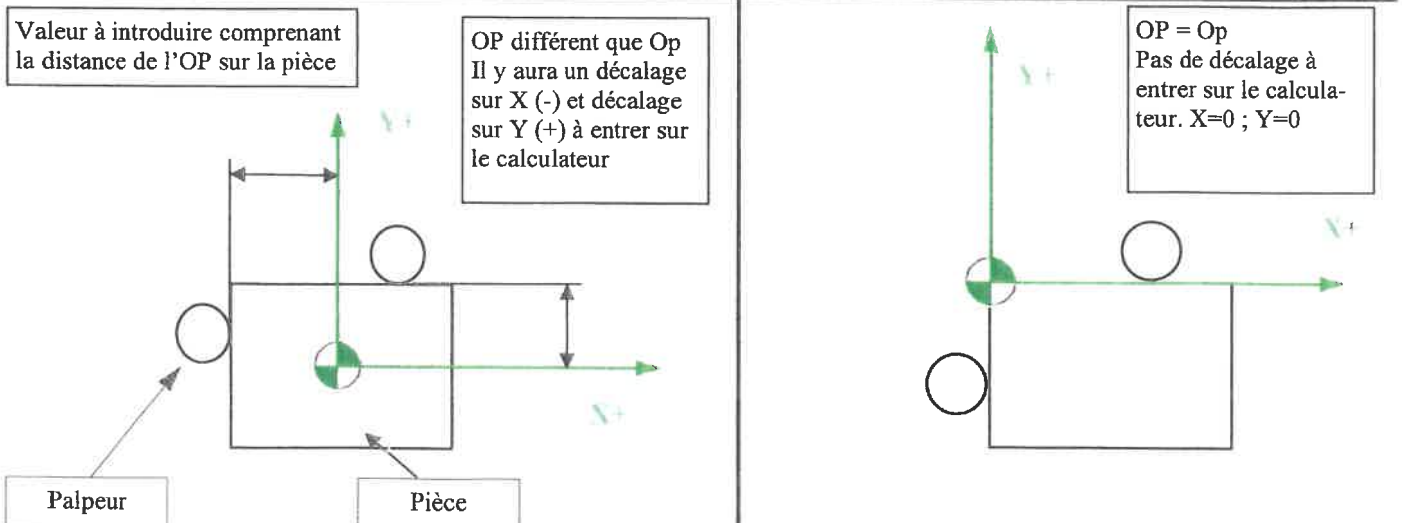 Valeur à introduire comprenant
la distance de l'OP sur la pièce
OP différent que Op
Il y aura un décalage
sur X (-) et décalage
sur Y (+) à entrer sur
le calculateur
Y+
X+
Palpeur
Pièce
OP = Op
Pas de décalage à
entrer sur le calcula-
teur. X=0 ; Y=0
Y+
X+